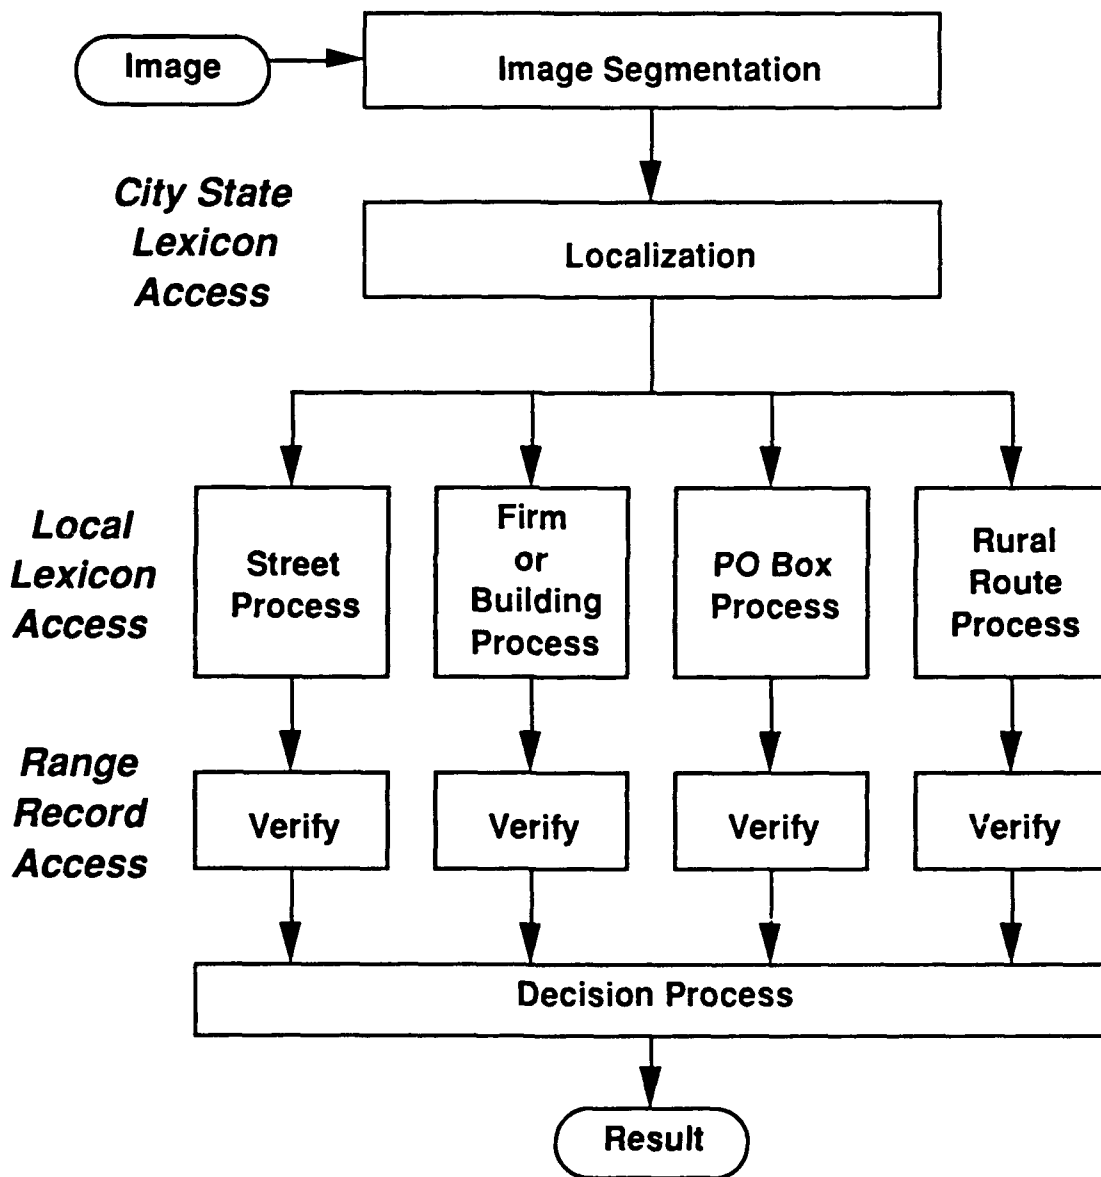 Image
Image Segmentation
City State
Lexicon
Access
Localization
Local
Lexicon
Access
Street
Process
Firm
or
Building
Process
PO Box
Process
Rural
Route
Process
Range
Record
Access
Verify
Verify
Verify
Verify
Decision Process
Result